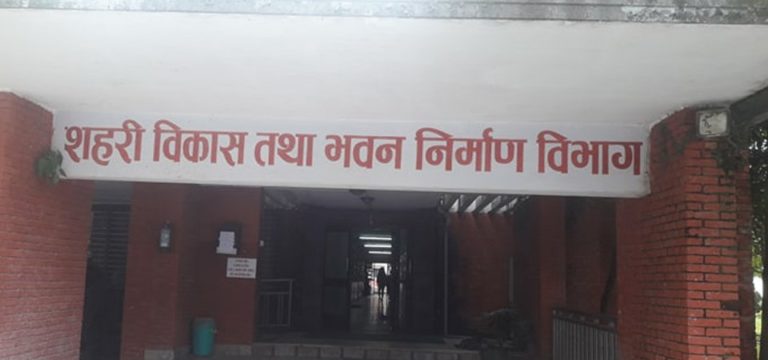 शहरी विकास तथा भवन निर्माण विभाग